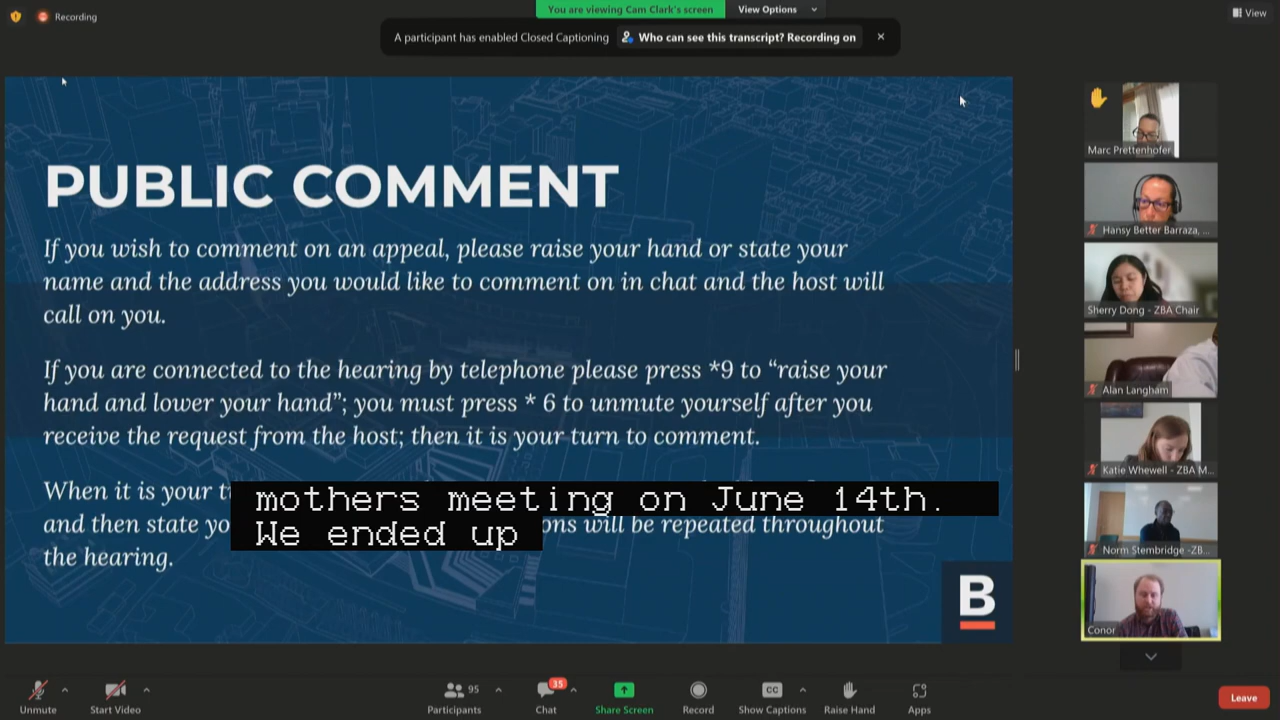 You are viewing Cam Clark's screen
View Options
Recording
View
A participant has enabled Closed Captioning
Who can see this transcript? Recording on
PUBLIC COMMENT
If you wish to comment on an appeal, please raise your hand or state your
name and the address you would like to comment on in chat and the host will
call on you.
If you are connected to the hearing by telephone please press *9 to “raise your
hand and lower your hand”; you must press * 6 to unmute yourself after you
receive the request from the host; then it is your turn to comment.
When it is your
and then state
ons will be repeated throughout
the hearing.
mothers meeting on June 14th.
We ended up
B
Marc Prettenhofer
Hansy Better Barraza, ...
Sherry Dong - ZBA Chair
Alan Langham
Katie Whewell - ZBA M...
Norm Stembridge -ZB...
Conor
Unmute
Start Video
95
Participants
35
Chat
Share Screen
Record
CC
Show Captions
Raise Hand
Apps
Leave